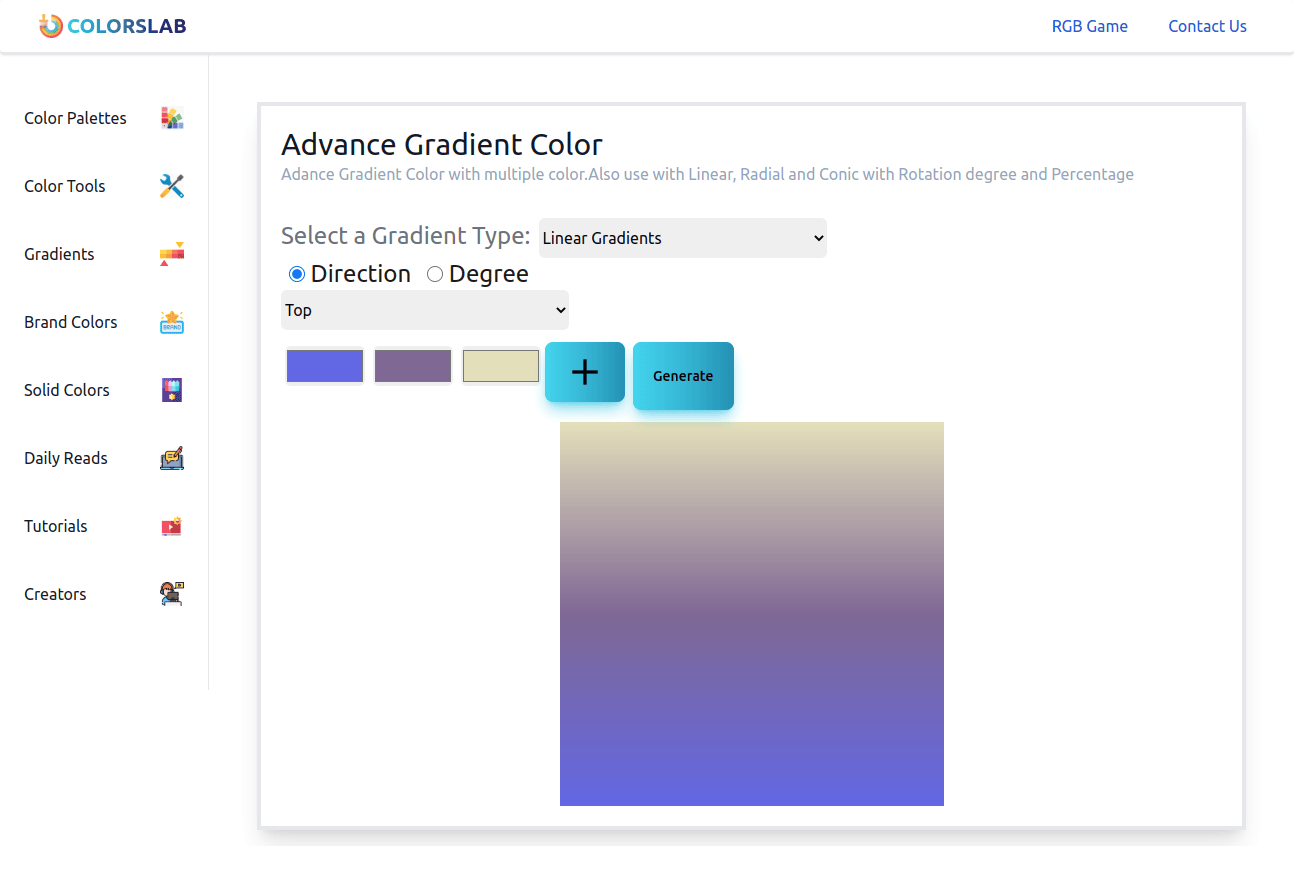 COLORSLAB
RGB Game
Contact Us
Color Palettes
Color Tools
Gradients
Brand Colors
BRAND
Solid Colors
Daily Reads
Tutorials
Creators
Advance Gradient Color
Adance Gradient Color with multiple color.Also use with Linear, Radial and Conic with Rotation degree and Percentage
Select a Gradient Type: Linear Gradients
Direction Degree
Top
+ Generate